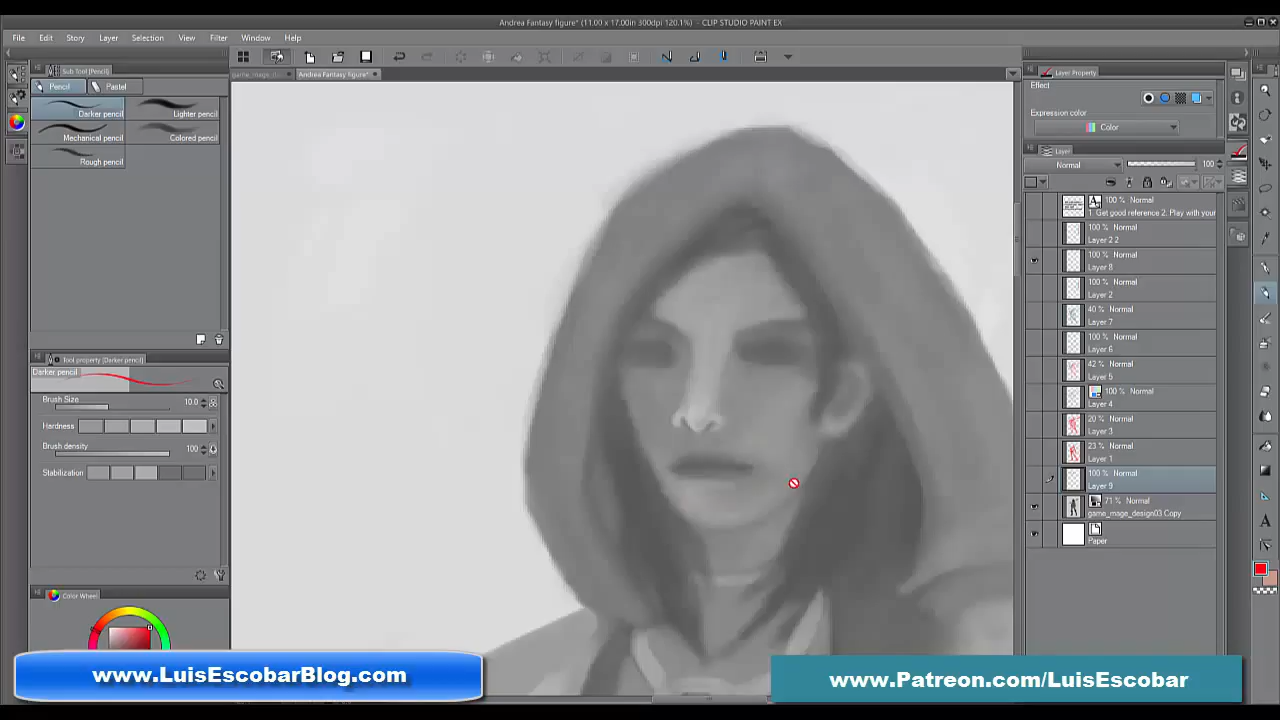 Andrea Fantasy figure* (11.00 x 17.00in 300dpi 120.1%) - CLIP STUDIO PAINT EX
File Edit Story Layer Selection View Filter Window Help
Sub Tool [Pencil]
Andrea Fantasy figure*
Pencil Pastel
Darker pencil Lighter pencil
Mechanical pencil Colored pencil
Rough pencil
Tool property [Darker pencil]
Darker pencil
Brush Size 10.0
Hardness
Brush density 100
Stabilization
Color Wheel
Layer Property
Effect
Expression color
Color
Layer
Normal 100
100 % Normal
1. Get good reference 2. Play with your
100 % Normal
Layer 2 2
100 % Normal
Layer 8
100 % Normal
Layer 2
40 % Normal
Layer 7
100 % Normal
Layer 6
42 % Normal
Layer 5
100 % Normal
Layer 4
20 % Normal
Layer 3
23 % Normal
Layer 1
100 % Normal
Layer 9
71 % Normal
game_mage_design03 Copy
Paper
www.LuisEscobarBlog.com
www.Patreon.com/LuisEscobar